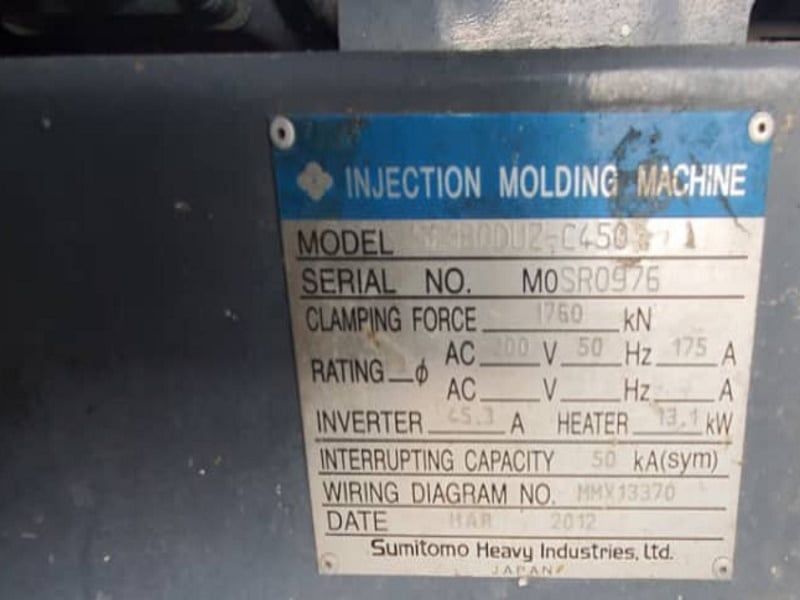 INJECTION MOLDING MACHINE
MODEL DUZ-C450
SERIAL NO. M0SR0976
CLAMPING FORCE 1760 kN
RATING ϕ AC 200 V 50 Hz 175 A
AC V Hz A
INVERTER 45.3 A HEATER 13.1 kW
INTERRUPTING CAPACITY 50 kA(sym)
WIRING DIAGRAM NO. MMX13370
DATE MAR 2012
Sumitomo Heavy Industries, Ltd.
JAPAN